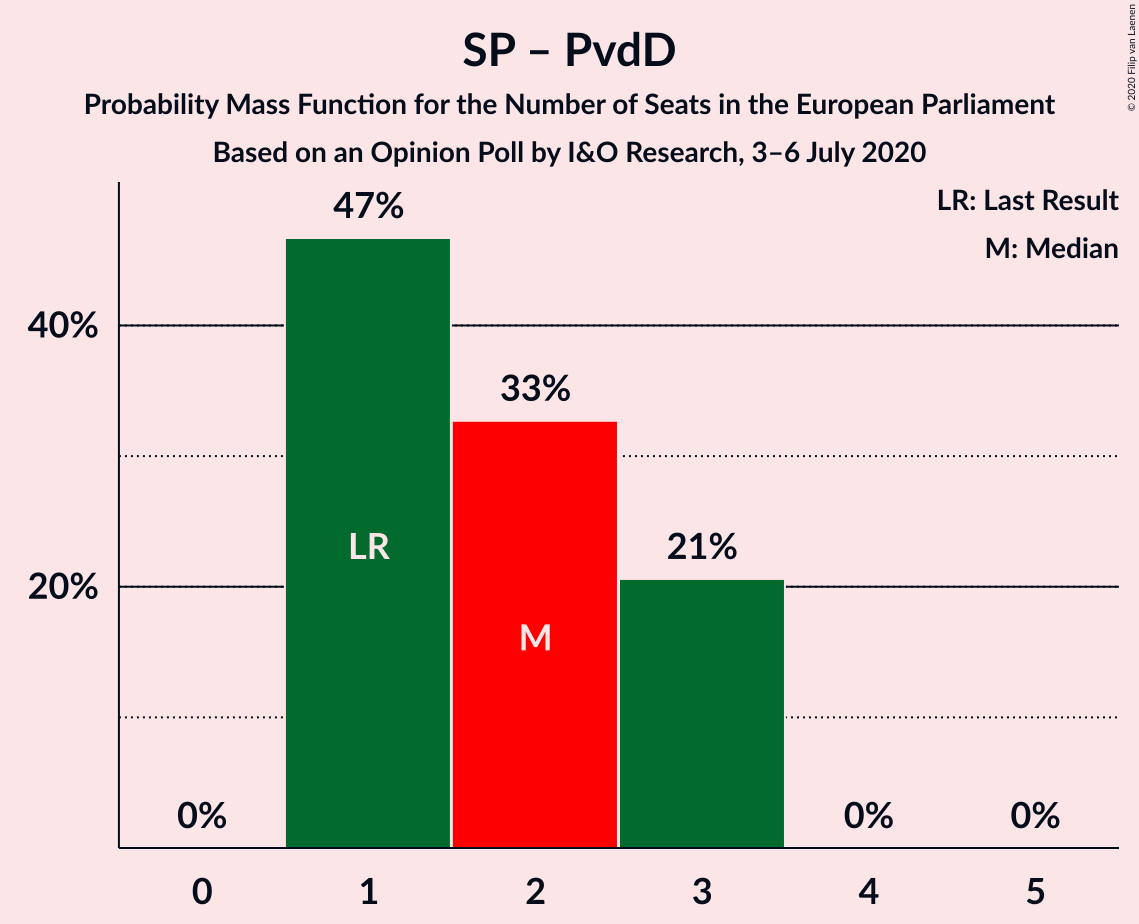 SP – PvdD
Probability Mass Function for the Number of Seats in the European Parliament
Based on an Opinion Poll by I&O Research, 3–6 July 2020
© 2020 Filip van Laenen
LR: Last Result
M: Median
40%
20%
47%
33%
21%
0%
0%
0%
LR
M
0
1
2
3
4
5